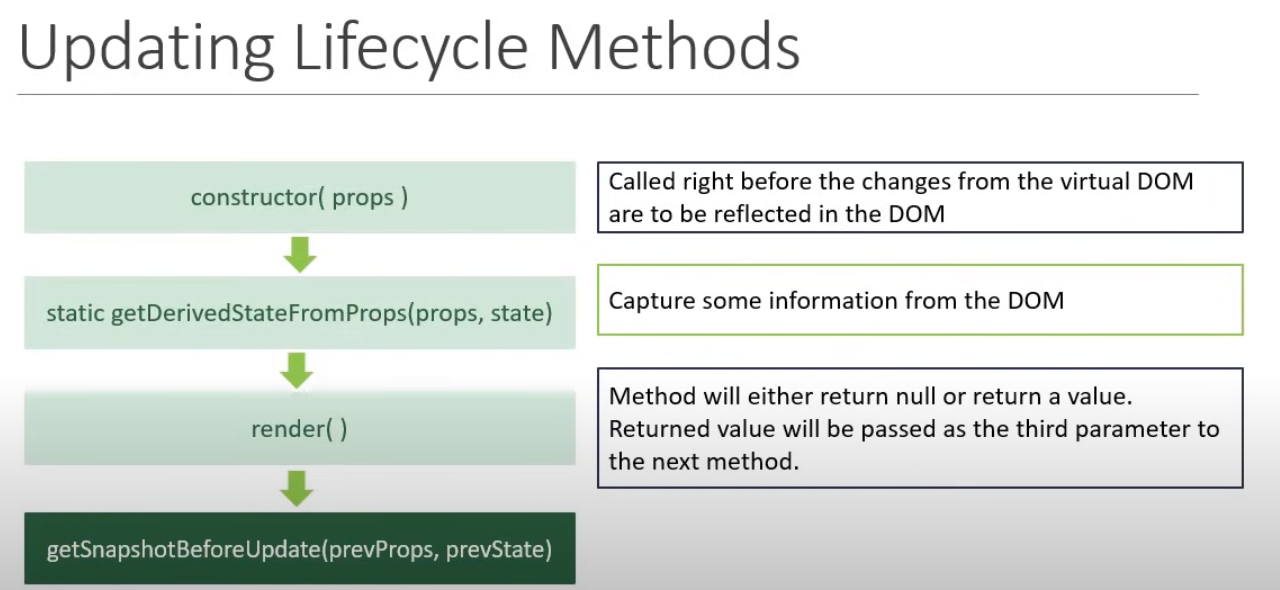 Updating Lifecycle Methods
constructor( props )
static getDerivedStateFromProps(props, state)
render( )
getSnapshotBeforeUpdate(prevProps, prevState)
Called right before the changes from the virtual DOM
are to be reflected in the DOM
Capture some information from the DOM
Method will either return null or return a value.
Returned value will be passed as the third parameter to
the next method.